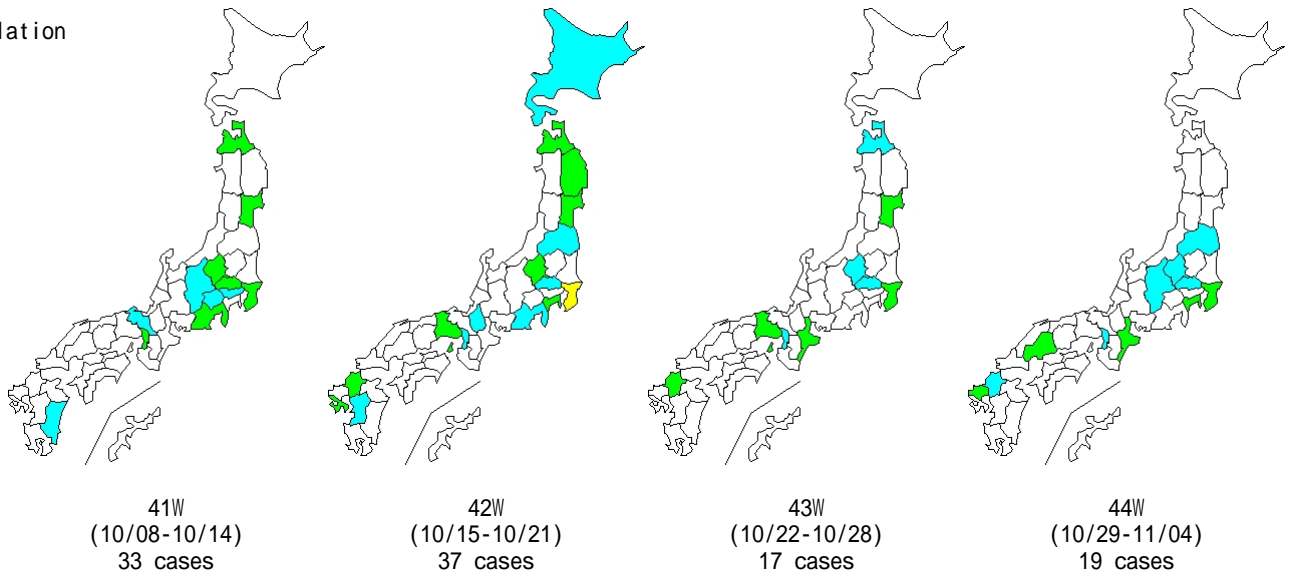 lation
41W
(10/08-10/14)
33 cases
42W
(10/15-10/21)
37 cases
43W
(10/22-10/28)
17 cases
44W
(10/29-11/04)
19 cases